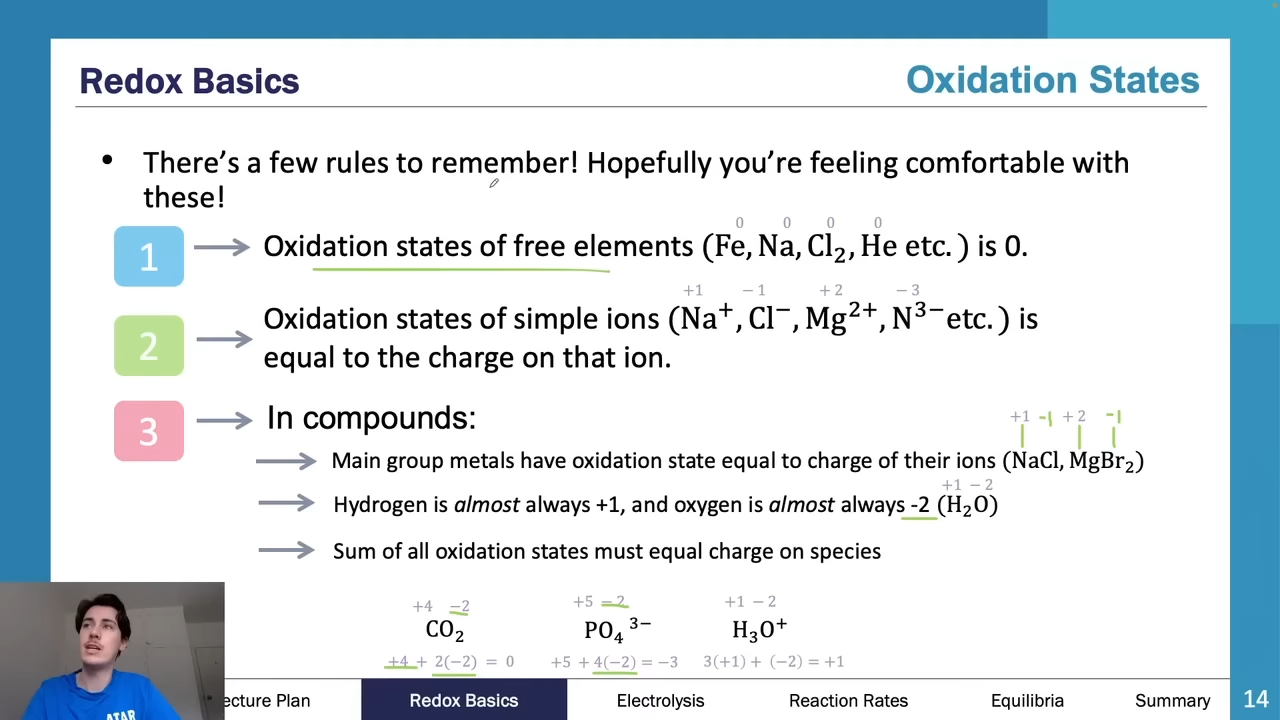 Redox Basics
Oxidation States
• There's a few rules to remember! Hopefully you're feeling comfortable with
these!
0 0 0 0
1 Oxidation states of free elements (Fe, Na, Cl₂, He etc. ) is 0.
+1 −1 +2 −3
2 Oxidation states of simple ions (Na⁺, Cl⁻, Mg²⁺, N³⁻ etc. ) is
equal to the charge on that ion.
3 In compounds:
+1 -1 +2 -1
Main group metals have oxidation state equal to charge of their ions (NaCl, MgBr₂)
+1 −2
Hydrogen is almost always +1, and oxygen is almost always -2 (H₂O)
Sum of all oxidation states must equal charge on species
+4 −2 +5 −2 +1 −2
CO₂ PO₄³⁻ H₃O⁺
+4 + 2(−2) = 0 +5 + 4(−2) = −3 3(+1) + (−2) = +1
ATAR
ecture Plan Redox Basics Electrolysis Reaction Rates Equilibria Summary 14